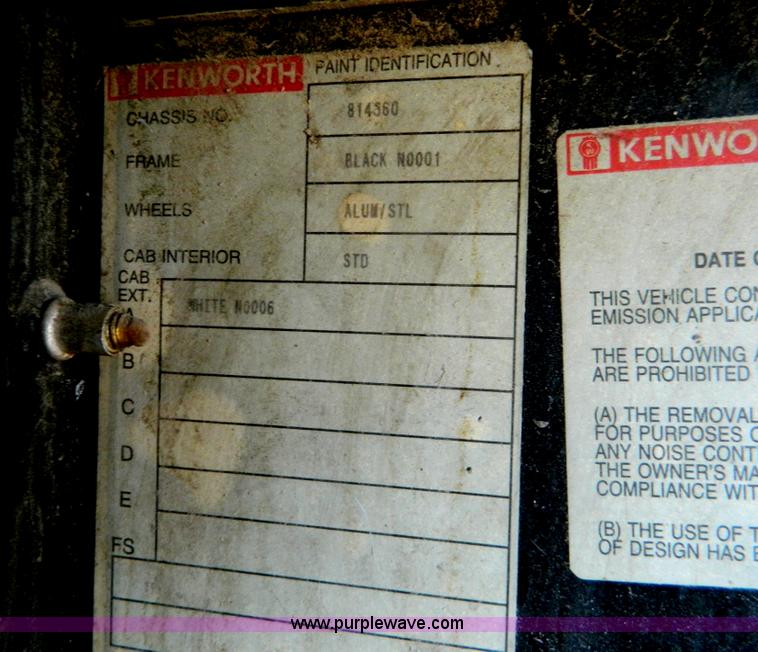 KENWORTH PAINT IDENTIFICATION
CHASSIS NO. 814360
FRAME BLACK N0001
WHEELS ALUM/STL
CAB INTERIOR STD
CAB
EXT.
A WHITE N0006
B
C
D
E
FS
KENWO
DATE
THIS VEHICLE CON
EMISSION APPLICA
THE FOLLOWING A
ARE PROHIBITED
(A) THE REMOVAL
FOR PURPOSES O
ANY NOISE CONT
THE OWNER'S MA
COMPLIANCE WIT
(B) THE USE OF T
OF DESIGN HAS B
www.purplewave.com